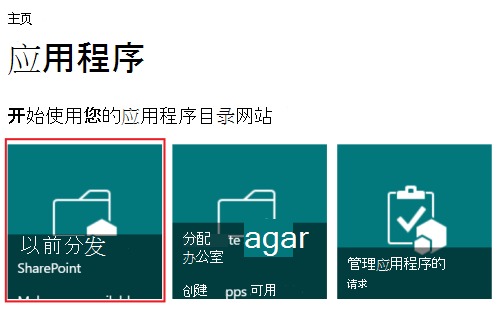 主页
应用程序
开始使用您的应用程序目录网站
以前分发
SharePoint
分配 te agar
办公室
创建 pps 可用
管理应用程序的
请求